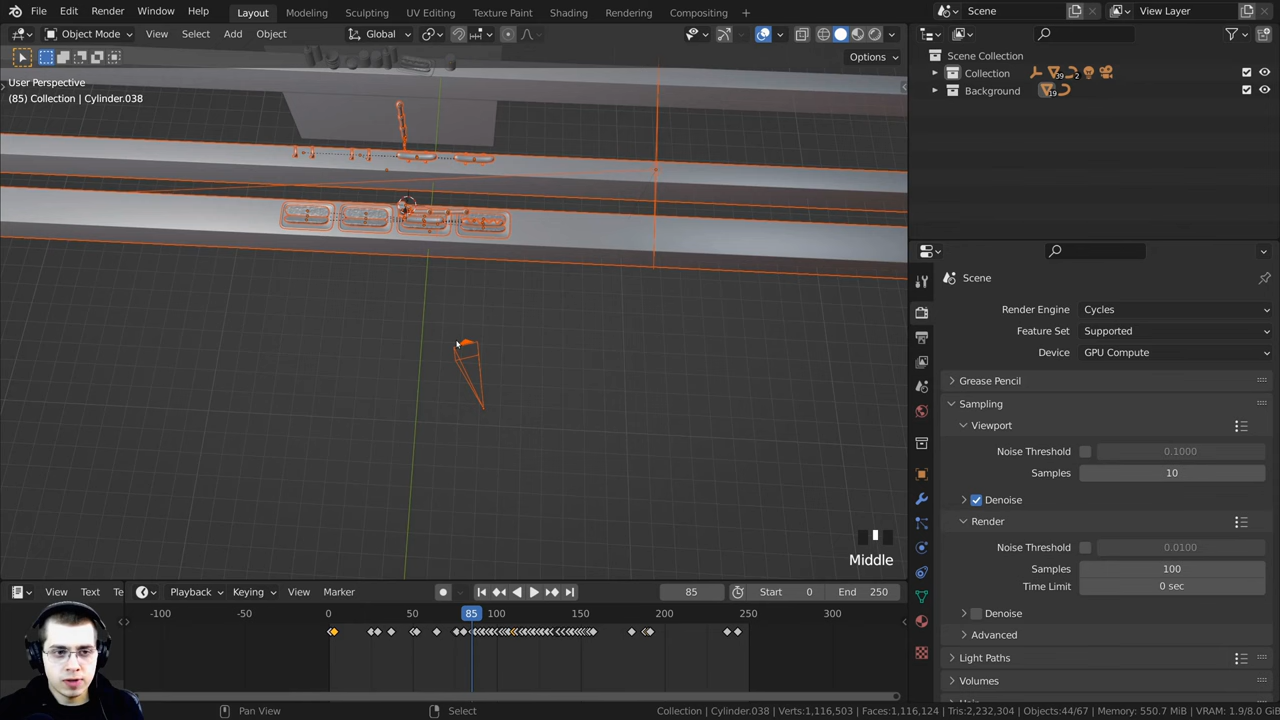 File Edit Render Window Help Layout Modeling Sculpting UV Editing Texture Paint Shading Rendering Compositing Scene View Layer
Object Mode View Select Add Object Global
Options
User Perspective
(85) Collection | Cylinder.038
Scene Collection
Collection 39 2
Background 19
Scene
Render Engine Cycles
Feature Set Supported
Device GPU Compute
Grease Pencil
Sampling
Viewport
Noise Threshold 0.1000
Samples 10
Denoise
Render
Noise Threshold 0.0100
Samples 100
Time Limit 0 sec
Denoise
Advanced
Light Paths
Volumes
Middle
View Text Playback Keying View Marker 85 Start 0 End 250
-100 -50 0 50 85 100 150 200 250 300
Pan View Select Collection | Cylinder.038 Verts:1,116,503 | Faces:1,116,124 | Tris:2,232,304 | Objects:44/67 | Memory: 550.7 MiB | VRAM: 1.9/8.0 Gi